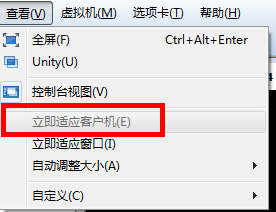 查看(V) 虚拟机(M) 选项卡(T) 帮助(H)
全屏(F) Ctrl+Alt+Enter
Unity(U)
控制台视图(V)
立即适应客户机(E)
立即适应窗口(I)
自动调整大小(A)
自定义(C)